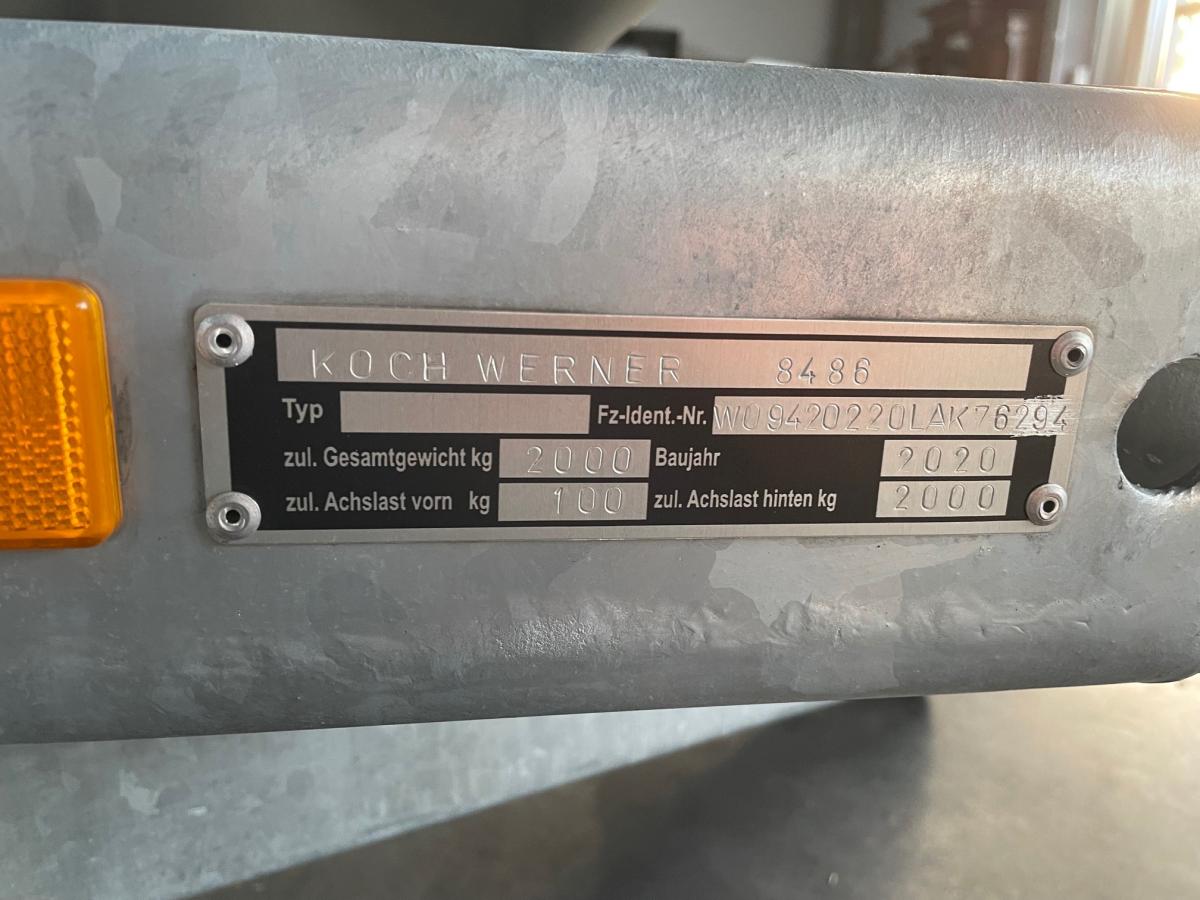 KOCH WERNER 8486
Typ Fz-Ident.-Nr. W09420220LAK76294
zul. Gesamtgewicht kg 2000 Baujahr 2020
zul. Achslast vorn kg 100 zul. Achslast hinten kg 2000